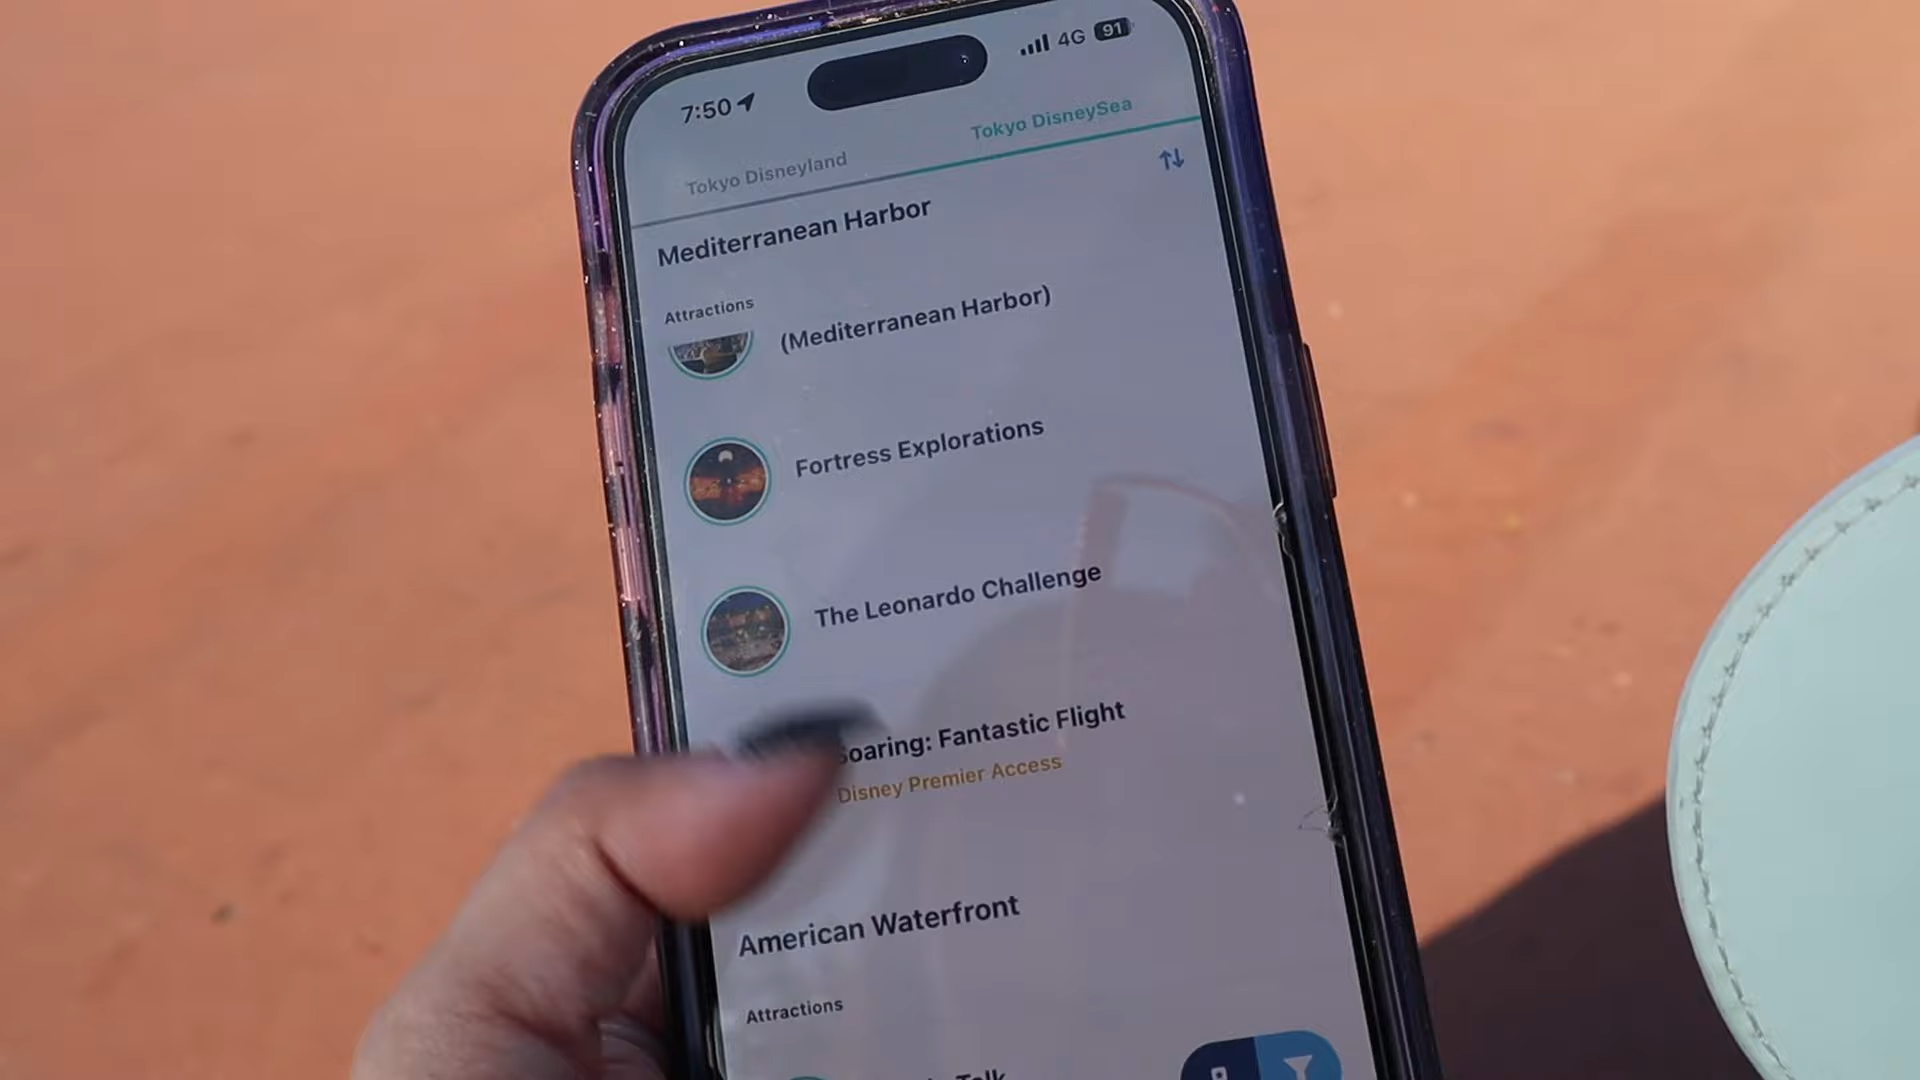 7:50
4G 91
Tokyo Disneyland
Tokyo DisneySea
Mediterranean Harbor
Attractions
(Mediterranean Harbor)
Fortress Explorations
The Leonardo Challenge
Soaring: Fantastic Flight
Disney Premier Access
American Waterfront
Attractions
Talk